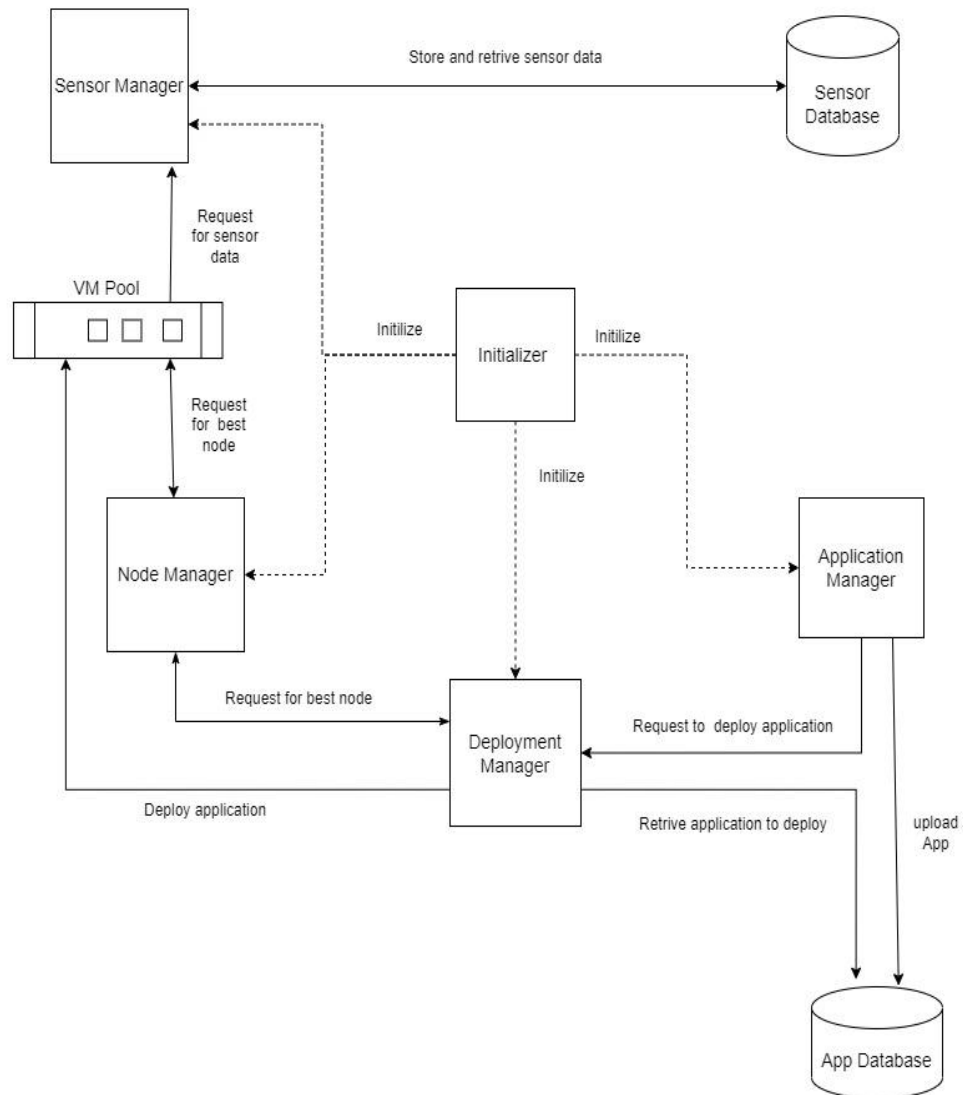 Store and retrive sensor data
Sensor Manager
Sensor
Database
Request
for sensor
data
VM Pool
Initilize
Initilize
Initializer
Request
for best
node
Initilize
Node Manager
Application
Manager
Request for best node
Request to deploy application
Deployment
Manager
Deploy application
Retrive application to deploy
upload
App
App Database